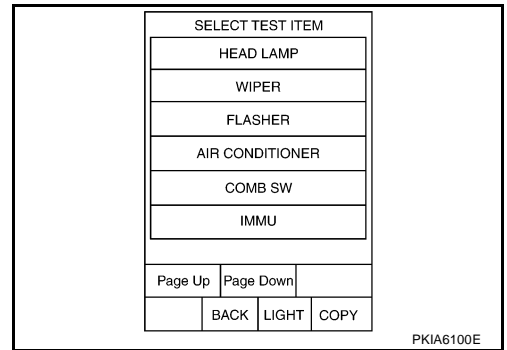 SELECT TEST ITEM
HEAD LAMP
WIPER
FLASHER
AIR CONDITIONER
COMB SW
IMMU
Page Up Page Down
BACK LIGHT COPY
PKIA6100E